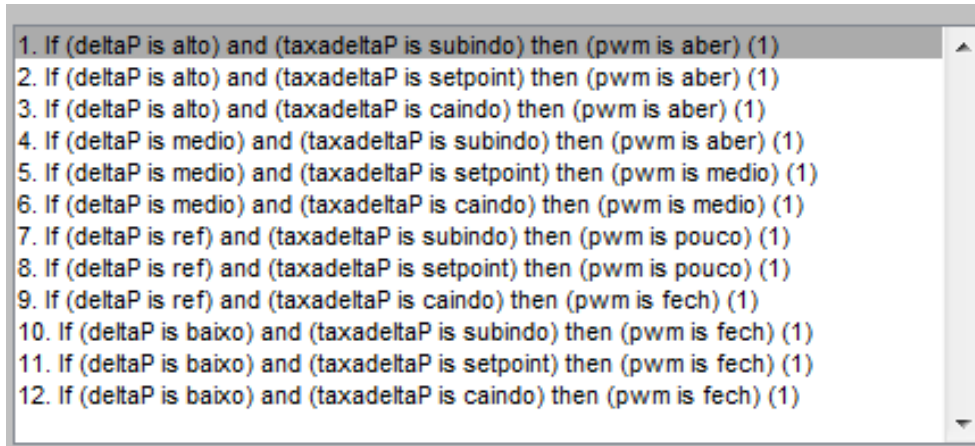 1. If (deltaP is alto) and (taxadeltaP is subindo) then (pwm is aber) (1)
2. If (deltaP is alto) and (taxadeltaP is setpoint) then (pwm is aber) (1)
3. If (deltaP is alto) and (taxadeltaP is caindo) then (pwm is aber) (1)
4. If (deltaP is medio) and (taxadeltaP is subindo) then (pwm is aber) (1)
5. If (deltaP is medio) and (taxadeltaP is setpoint) then (pwm is medio) (1)
6. If (deltaP is medio) and (taxadeltaP is caindo) then (pwm is medio) (1)
7. If (deltaP is ref) and (taxadeltaP is subindo) then (pwm is pouco) (1)
8. If (deltaP is ref) and (taxadeltaP is setpoint) then (pwm is pouco) (1)
9. If (deltaP is ref) and (taxadeltaP is caindo) then (pwm is fech) (1)
10. If (deltaP is baixo) and (taxadeltaP is subindo) then (pwm is fech) (1)
11. If (deltaP is baixo) and (taxadeltaP is setpoint) then (pwm is fech) (1)
12. If (deltaP is baixo) and (taxadeltaP is caindo) then (pwm is fech) (1)